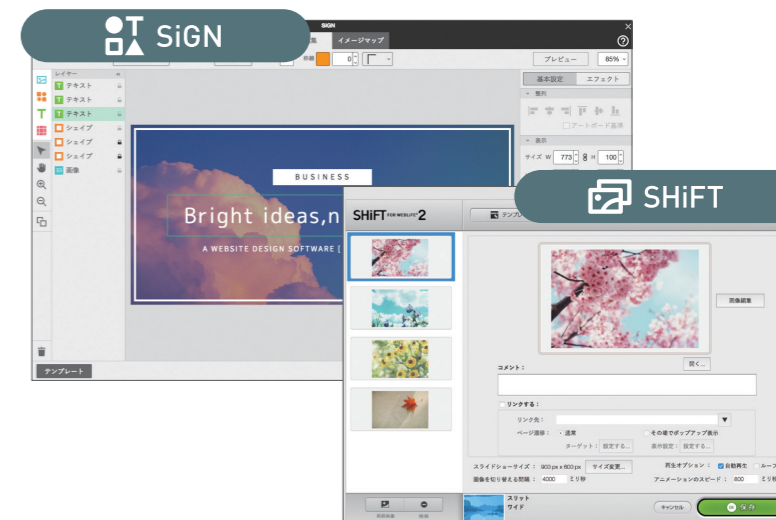 SiGN
SIGN
イメージマップ
0
プレビュー
85%
レイヤー
テキスト
テキスト
テキスト
シェイプ
シェイプ
シェイプ
画像
テンプレート
基本設定
エフェクト
整列
アートボード基準
表示
サイズ W 773 H 100
BUSINESS
Bright ideas,n
A WEBSITE DESIGN SOFTWARE [
SHiFT
SHiFT FOR WEBLIFE* 2
画像編集
開く...
コメント：
リンクする：
リンク先：
ページ遷移： 通常
その場でポップアップ表示
ターゲット： 設定する...
表示設定： 設定する...
スライドショーサイズ： 900 px x 600 px サイズ変更...
再生オプション： 自動再生 ループ
画像を切り替える間隔： 4000 ミリ秒
アニメーションのスピード： 800 ミリ秒
スリット
ワイド
キャンセル
保存